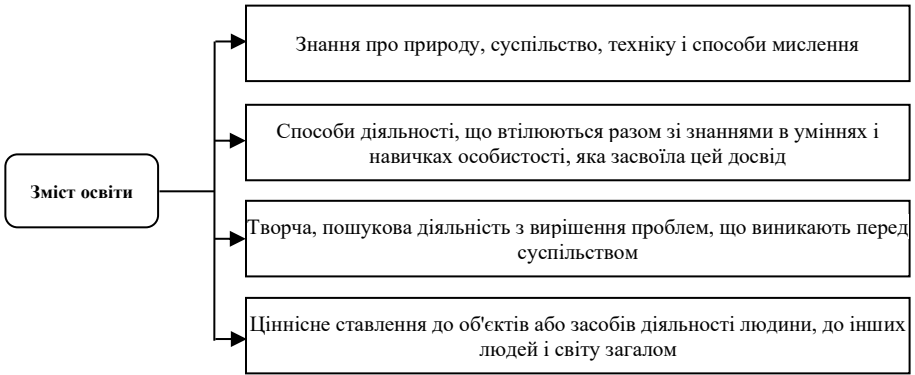 Знання про природу, суспільство, техніку і способи мислення
Способи діяльності, що втілюються разом зі знаннями в уміннях і
навичках особистості, яка засвоїла цей досвід
Зміст освіти
Творча, пошукова діяльність з вирішення проблем, що виникають перед
суспільством
Ціннісне ставлення до об'єктів або засобів діяльності людини, до інших
людей і світу загалом